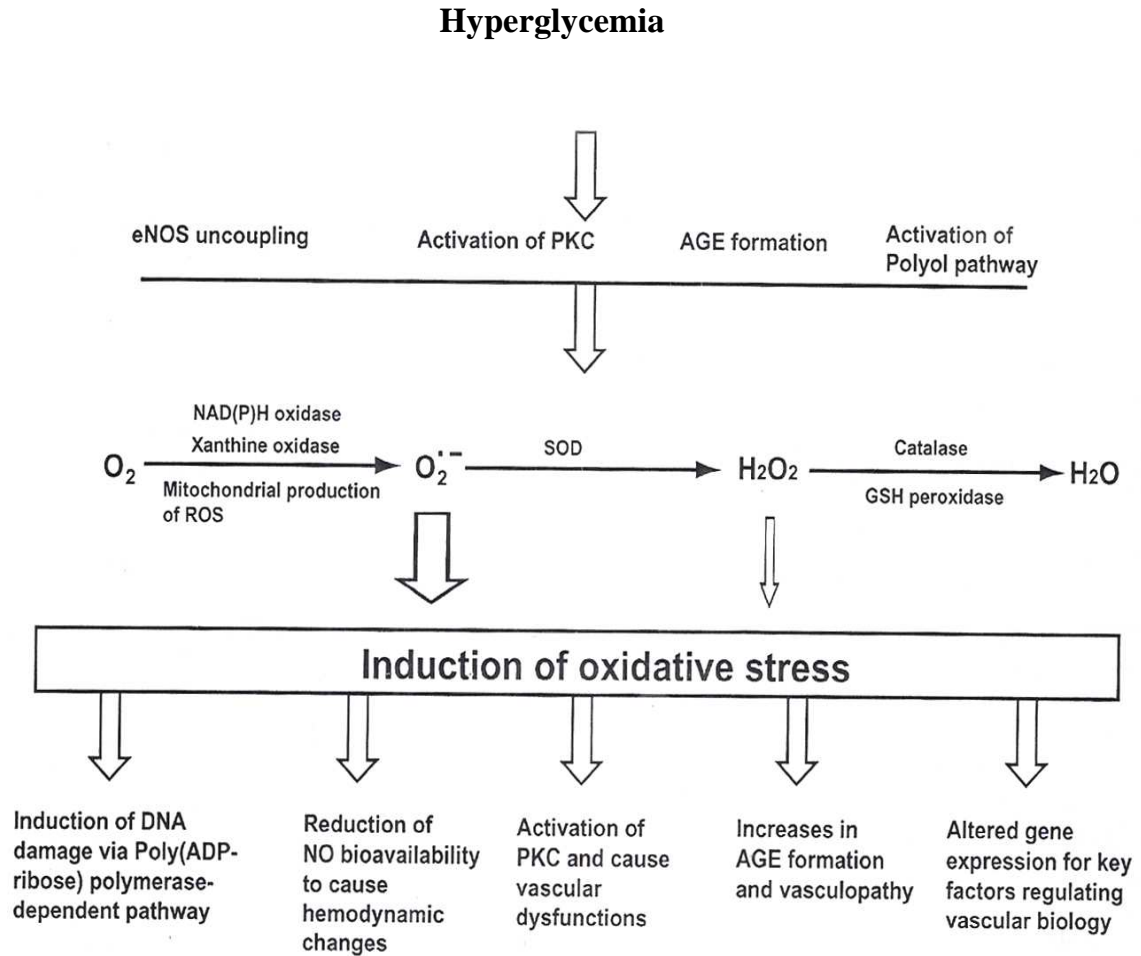 Hyperglycemia
eNOS uncoupling
Activation of PKC
AGE formation
Activation of
Polyol pathway
NAD(P)H oxidase
Xanthine oxidase
O₂
Mitochondrial production
of ROS
O₂˙⁻
SOD
H₂O₂
Catalase
GSH peroxidase
H₂O
Induction of oxidative stress
Induction of DNA
damage via Poly(ADP-
ribose) polymerase-
dependent pathway
Reduction of
NO bioavailability
to cause
hemodynamic
changes
Activation of
PKC and cause
vascular
dysfunctions
Increases in
AGE formation
and vasculopathy
Altered gene
expression for key
factors regulating
vascular biology